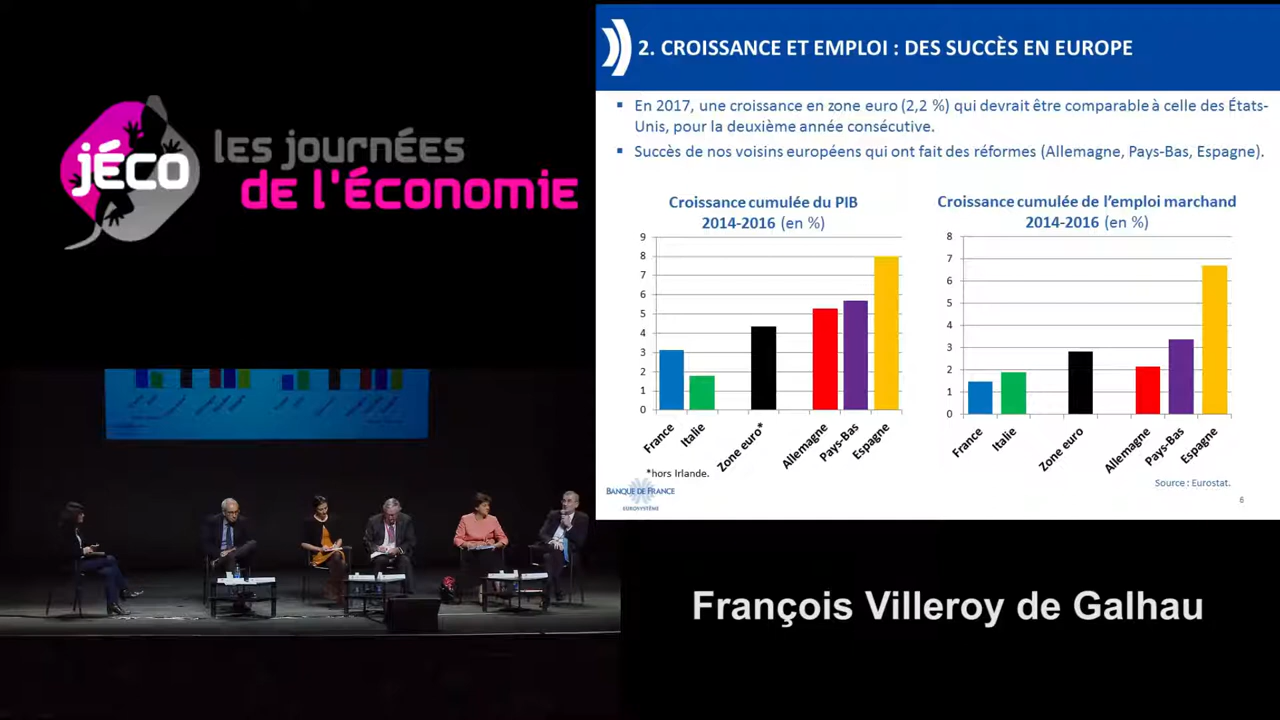 jéco
les journées
de l'économie
2. CROISSANCE ET EMPLOI : DES SUCCÈS EN EUROPE
▪ En 2017, une croissance en zone euro (2,2 %) qui devrait être comparable à celle des États-
Unis, pour la deuxième année consécutive.
▪ Succès de nos voisins européens qui ont fait des réformes (Allemagne, Pays-Bas, Espagne).
Croissance cumulée du PIB
2014-2016 (en %)
9
8
7
6
5
4
3
2
1
0
France
Italie
Zone euro*
Allemagne
Pays-Bas
Espagne
*hors Irlande.
Croissance cumulée de l'emploi marchand
2014-2016 (en %)
8
7
6
5
4
3
2
1
0
France
Italie
Zone euro
Allemagne
Pays-Bas
Espagne
Source : Eurostat.
BANQUE DE FRANCE
EUROSYSTÈME
6
François Villeroy de Galhau